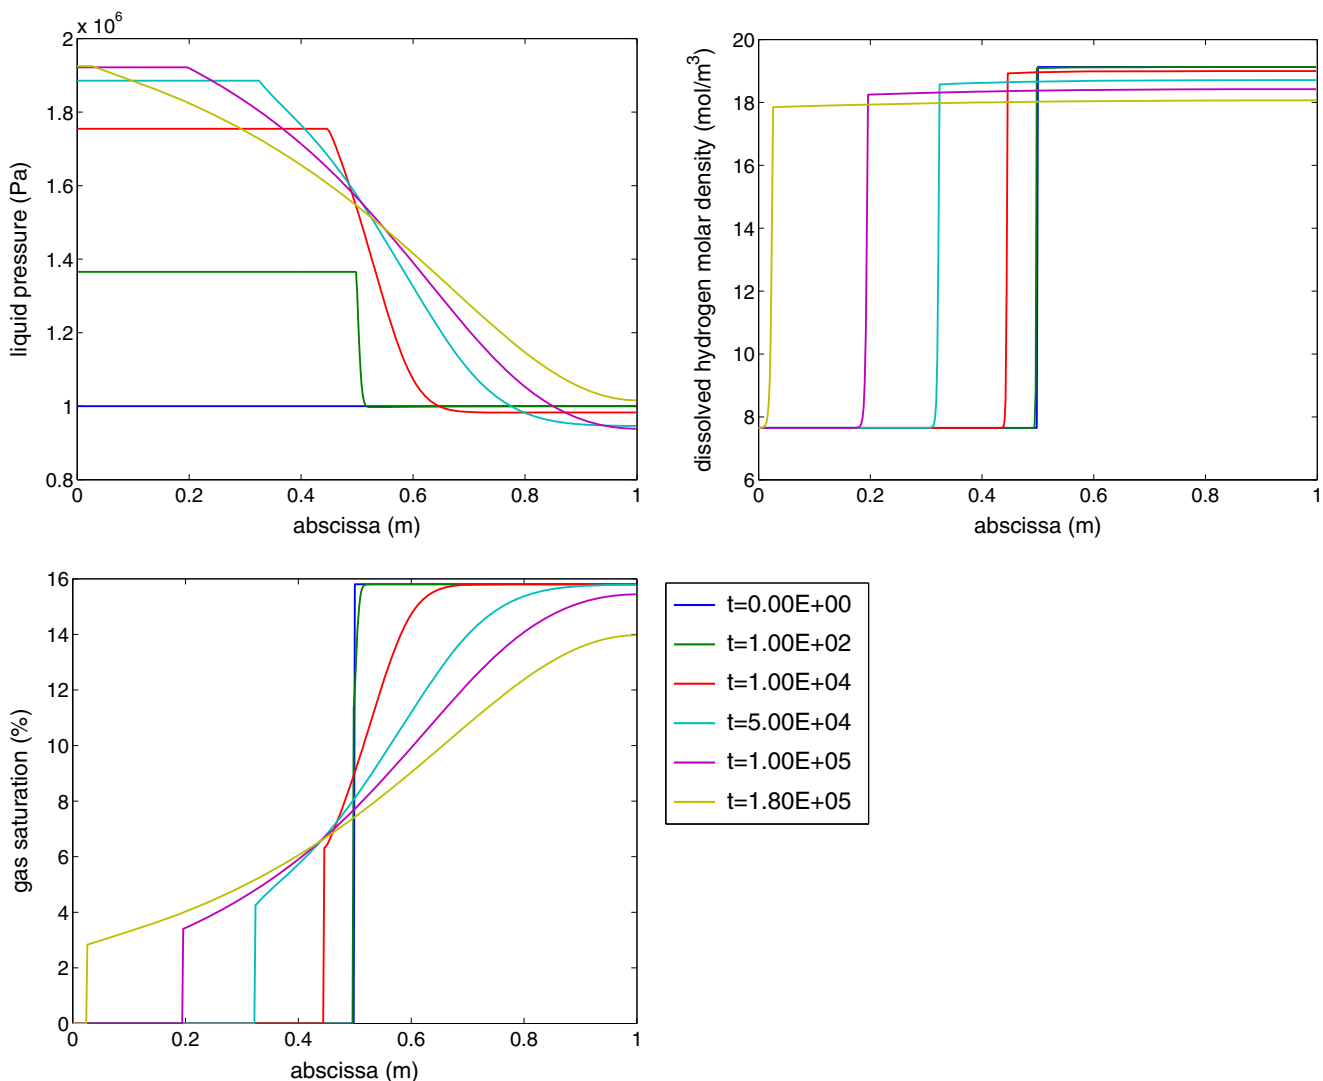 x 10^6
2
1.8
1.6
1.4
1.2
1
0.8
0 0.2 0.4 0.6 0.8 1
abscissa (m)
liquid pressure (Pa)
20
18
16
14
12
10
8
6
0 0.2 0.4 0.6 0.8 1
abscissa (m)
dissolved hydrogen molar density (mol/m³)
16
14
12
10
8
6
4
2
0
0 0.2 0.4 0.6 0.8 1
abscissa (m)
gas saturation (%)
t=0.00E+00
t=1.00E+02
t=1.00E+04
t=5.00E+04
t=1.00E+05
t=1.80E+05